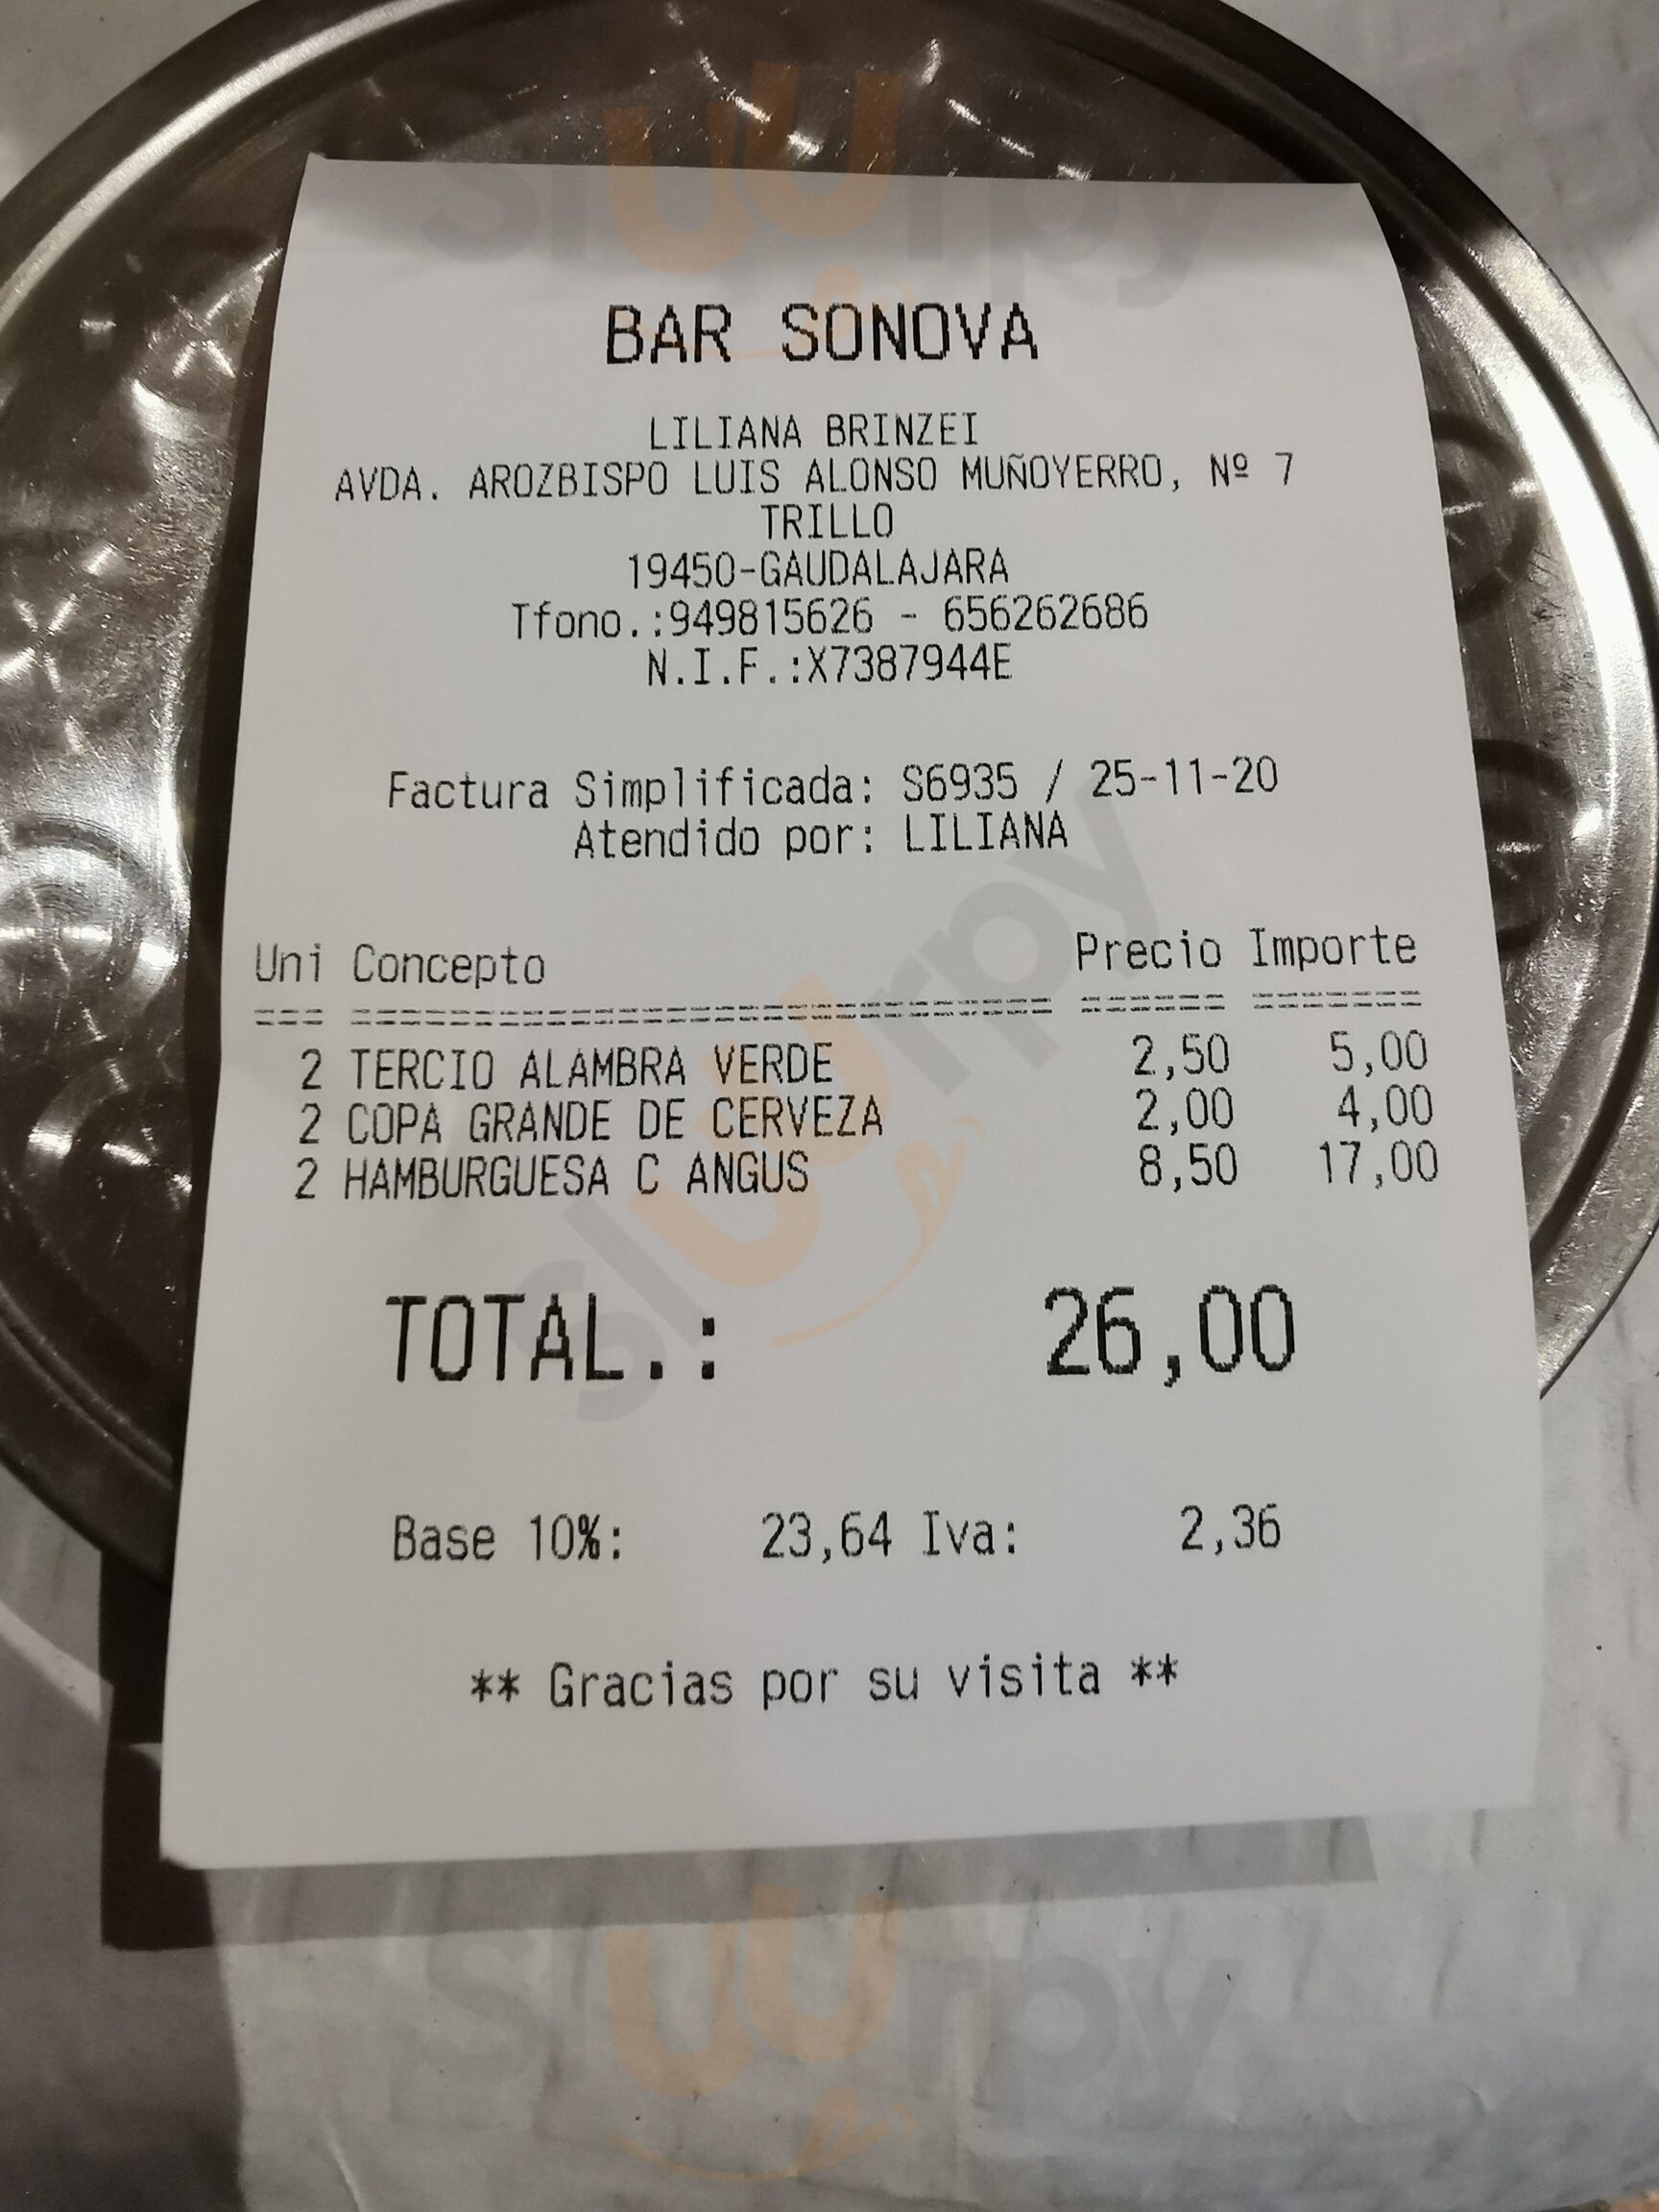 sluurpy
BAR SONOVA
LILIANA BRINZEI
AVDA. AROZBISPO LUIS ALONSO MUÑOYERRO, Nº 7
TRILLO
19450-GAUDALAJARA
Tfono.:949815626 - 656262686
N.I.F.:X7387944E
Factura Simplificada: S6935 / 25-11-20
Atendido por: LILIANA
Uni Concepto Precio Importe
2 TERCIO ALAMBRA VERDE 2,50 5,00
2 COPA GRANDE DE CERVEZA 2,00 4,00
2 HAMBURGUESA C ANGUS 8,50 17,00
sluurpy
TOTAL.: 26,00
Base 10%: 23,64 Iva: 2,36
** Gracias por su visita **
sluurpy